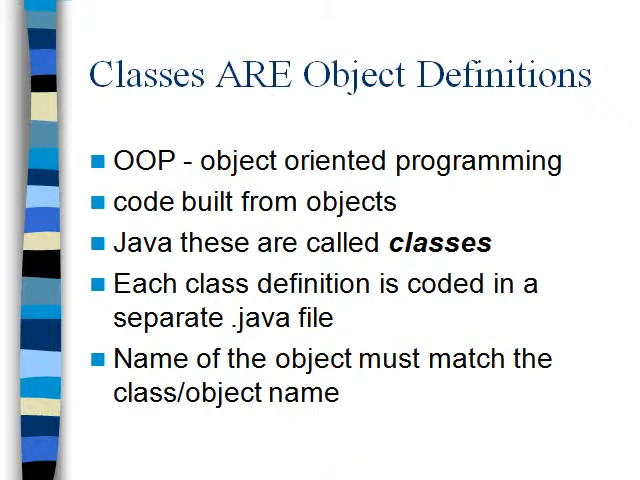 Classes ARE Object Definitions
OOP - object oriented programming
code built from objects
Java these are called classes
Each class definition is coded in a
separate .java file
Name of the object must match the
class/object name